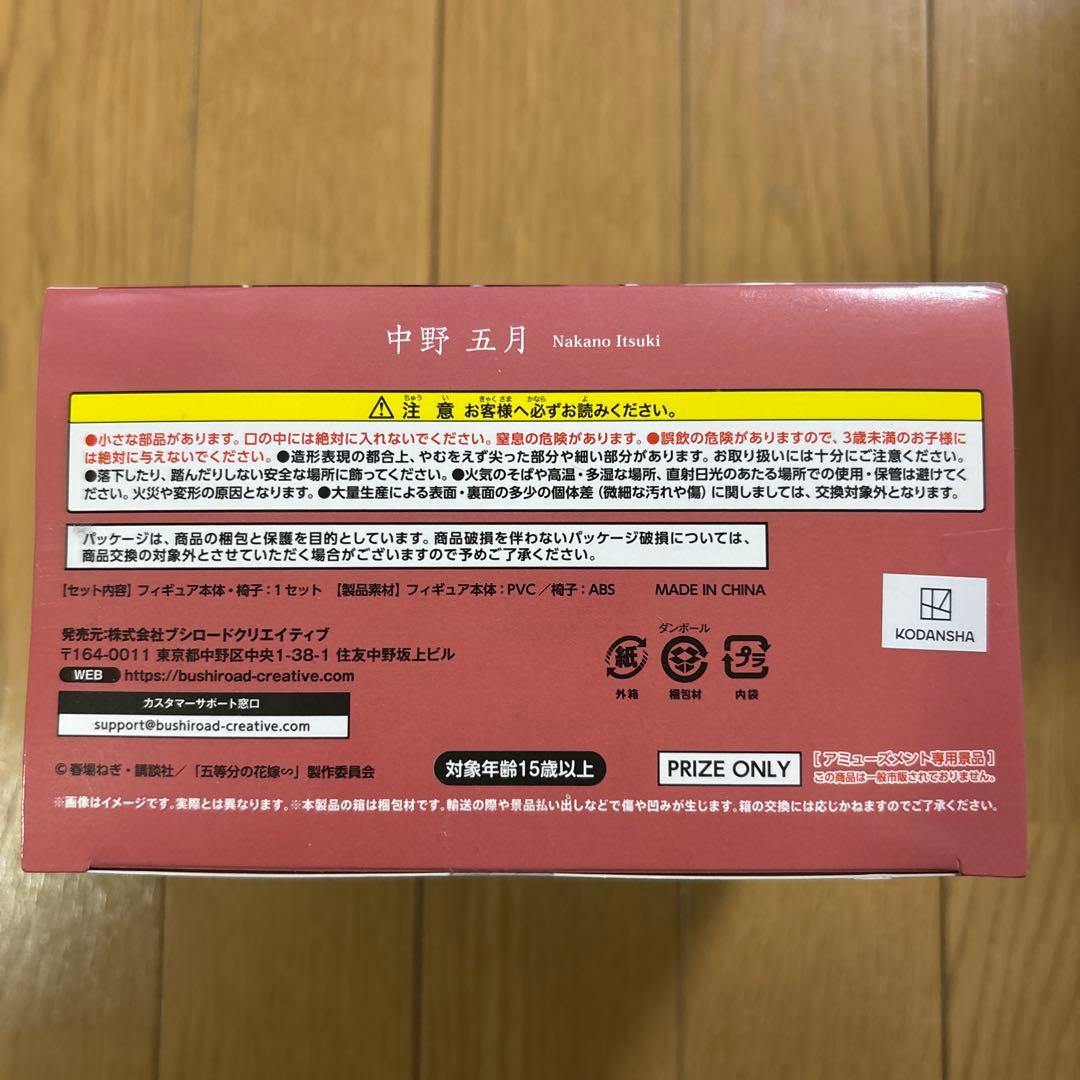 中野 五月 Nakano Itsuki
⚠ 注意 お客様へ必ずお読みください。
●小さな部品があります。口の中には絶対に入れないでください。窒息の危険があります。●誤飲の危険がありますので、3歳未満のお子様に
は絶対に与えないでください。●造形表現の都合上、やむをえず尖った部分や細い部分があります。お取り扱いには十分にご注意ください。
●落下したり、踏んだりしない安全な場所に飾ってください。●火気のそばや高温・多湿な場所、直射日光のあたる場所での使用・保管は避けてく
ださい。火災や変形の原因となります。●大量生産による表面・裏面の多少の個体差(微細な汚れや傷)に関しましては、交換対象外となります。
パッケージは、商品の梱包と保護を目的としています。商品破損を伴わないパッケージ破損については、
商品交換の対象外とさせていただく場合がございますので予めご了承ください。
【セット内容】フィギュア本体・椅子:1セット 【製品素材】フィギュア本体:PVC/椅子:ABS MADE IN CHINA
KODANSHA
発売元:株式会社ブシロードクリエイティブ
〒164-0011 東京都中野区中央1-38-1 住友中野坂上ビル
WEB https://bushiroad-creative.com
カスタマーサポート窓口
support@bushiroad-creative.com
ダンボール
紙 プラ
外箱 梱包材 内袋
©春場ねぎ・講談社/「五等分の花嫁∽」製作委員会
対象年齢15歳以上
PRIZE ONLY
[アミューズメント専用景品]
この商品は一般市販されておりません。
※画像はイメージです。実際とは異なります。※本製品の箱は梱包材です。輸送の際や景品払い出しなどで傷や凹みが生じます。箱の交換には応じかねますのでご了承ください。